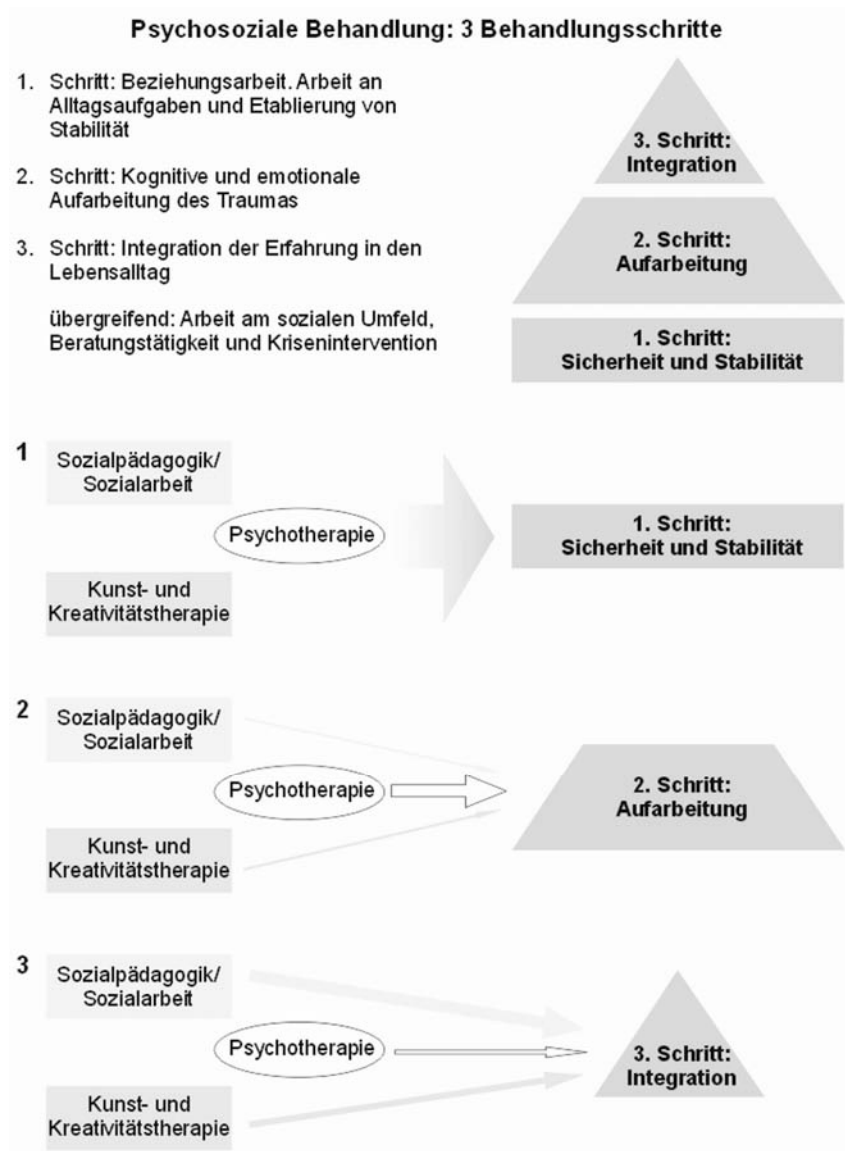 Psychosoziale Behandlung: 3 Behandlungsschritte
1. Schritt: Beziehungsarbeit. Arbeit an
Alltagsaufgaben und Etablierung von
Stabilität
2. Schritt: Kognitive und emotionale
Aufarbeitung des Traumas
3. Schritt: Integration der Erfahrung in den
Lebensalltag
übergreifend: Arbeit am sozialen Umfeld,
Beratungstätigkeit und Krisenintervention
3. Schritt:
Integration
2. Schritt:
Aufarbeitung
1. Schritt:
Sicherheit und Stabilität
1
Sozialpädagogik/
Sozialarbeit
Psychotherapie
Kunst- und
Kreativitätstherapie
1. Schritt:
Sicherheit und Stabilität
2
Sozialpädagogik/
Sozialarbeit
Psychotherapie
Kunst- und
Kreativitätstherapie
2. Schritt:
Aufarbeitung
3
Sozialpädagogik/
Sozialarbeit
Psychotherapie
Kunst- und
Kreativitätstherapie
3. Schritt:
Integration